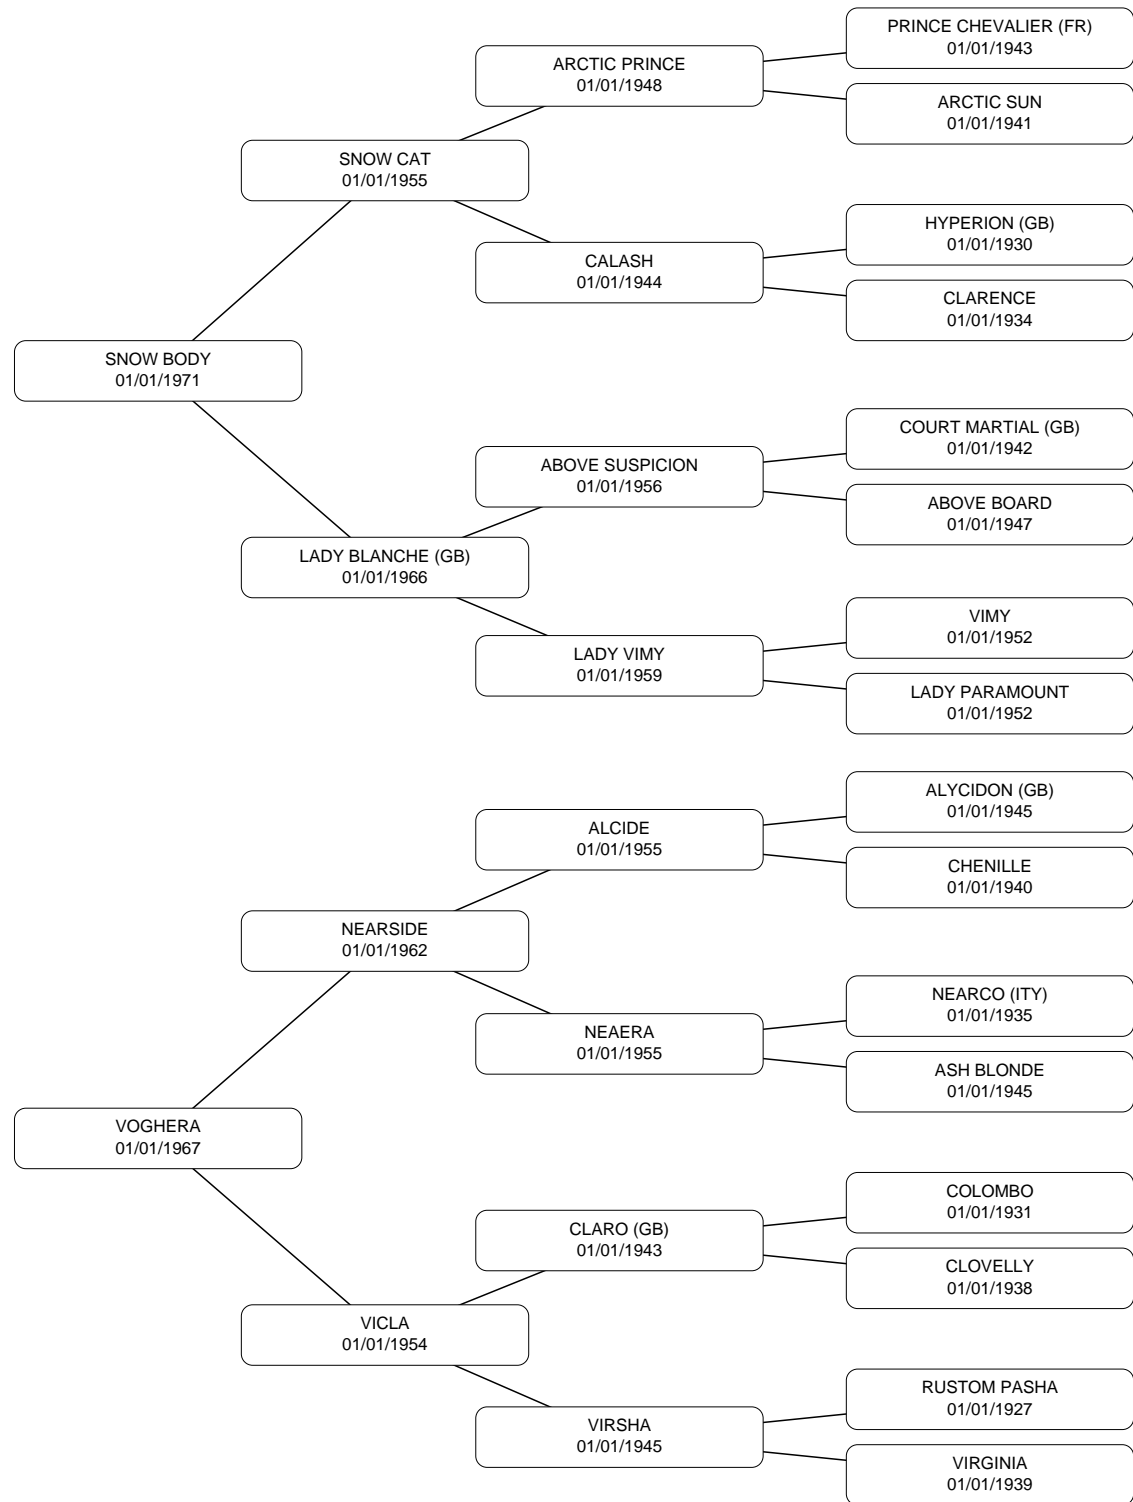 PRINCE CHEVALIER (FR)
01/01/1943
ARCTIC PRINCE
01/01/1948
ARCTIC SUN
01/01/1941
SNOW CAT
01/01/1955
HYPERION (GB)
01/01/1930
CALASH
01/01/1944
CLARENCE
01/01/1934
SNOW BODY
01/01/1971
COURT MARTIAL (GB)
01/01/1942
ABOVE SUSPICION
01/01/1956
ABOVE BOARD
01/01/1947
LADY BLANCHE (GB)
01/01/1966
VIMY
01/01/1952
LADY VIMY
01/01/1959
LADY PARAMOUNT
01/01/1952
ALYCIDON (GB)
01/01/1945
ALCIDE
01/01/1955
CHENILLE
01/01/1940
NEARSIDE
01/01/1962
NEARCO (ITY)
01/01/1935
NEAERA
01/01/1955
ASH BLONDE
01/01/1945
VOGHERA
01/01/1967
COLOMBO
01/01/1931
CLARO (GB)
01/01/1943
CLOVELLY
01/01/1938
VICLA
01/01/1954
RUSTOM PASHA
01/01/1927
VIRSHA
01/01/1945
VIRGINIA
01/01/1939